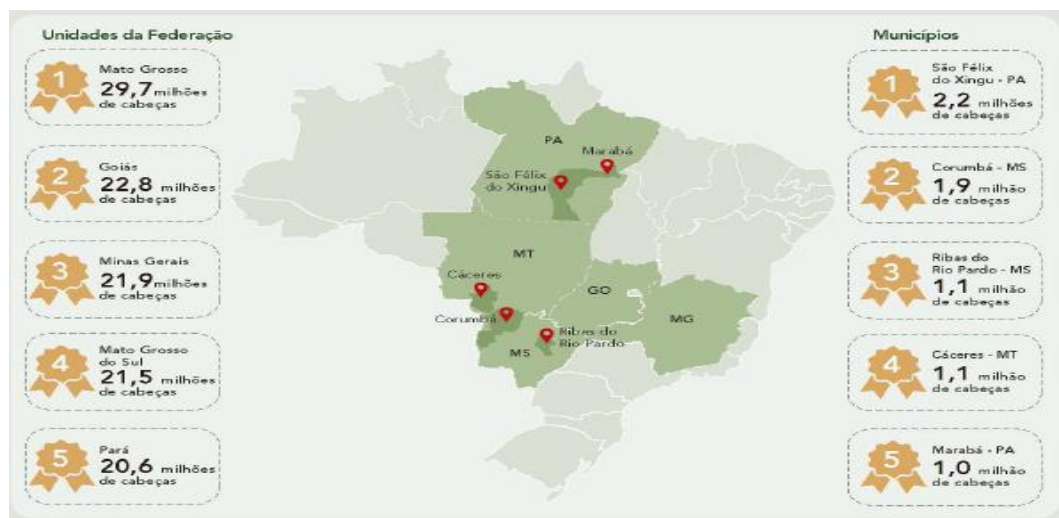 Unidades da Federação
1
Mato Grosso
29,7 milhões
de cabeças
2
Goiás
22,8 milhões
de cabeças
3
Minas Gerais
21,9 milhões
de cabeças
4
Mato Grosso
do Sul
21,5 milhões
de cabeças
5
Pará
20,6 milhões
de cabeças
PA
Marabá
São Félix
do Xingu
MT
Cáceres
GO
Corumbá
MG
Ribas do
Rio Pardo
MS
Municípios
1
São Félix
do Xingu - PA
2,2 milhões
de cabeças
2
Corumbá - MS
1,9 milhão
de cabeças
3
Ribas do
Rio Pardo - MS
1,1 milhão
de cabeças
4
Cáceres - MT
1,1 milhão
de cabeças
5
Marabá - PA
1,0 milhão
de cabeças